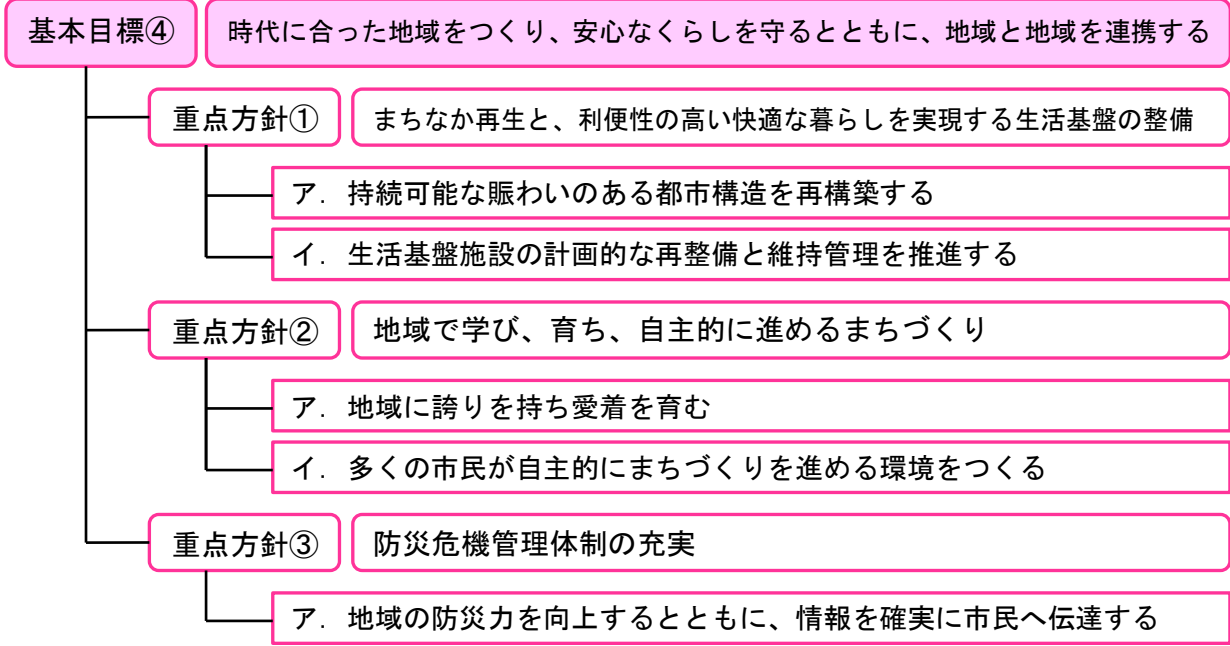 基本目標④ 時代に合った地域をつくり、安心なくらしを守るとともに、地域と地域を連携する
重点方針① まちなか再生と、利便性の高い快適な暮らしを実現する生活基盤の整備
ア．持続可能な賑わいのある都市構造を再構築する
イ．生活基盤施設の計画的な再整備と維持管理を推進する
重点方針② 地域で学び、育ち、自主的に進めるまちづくり
ア．地域に誇りを持ち愛着を育む
イ．多くの市民が自主的にまちづくりを進める環境をつくる
重点方針③ 防災危機管理体制の充実
ア．地域の防災力を向上するとともに、情報を確実に市民へ伝達する